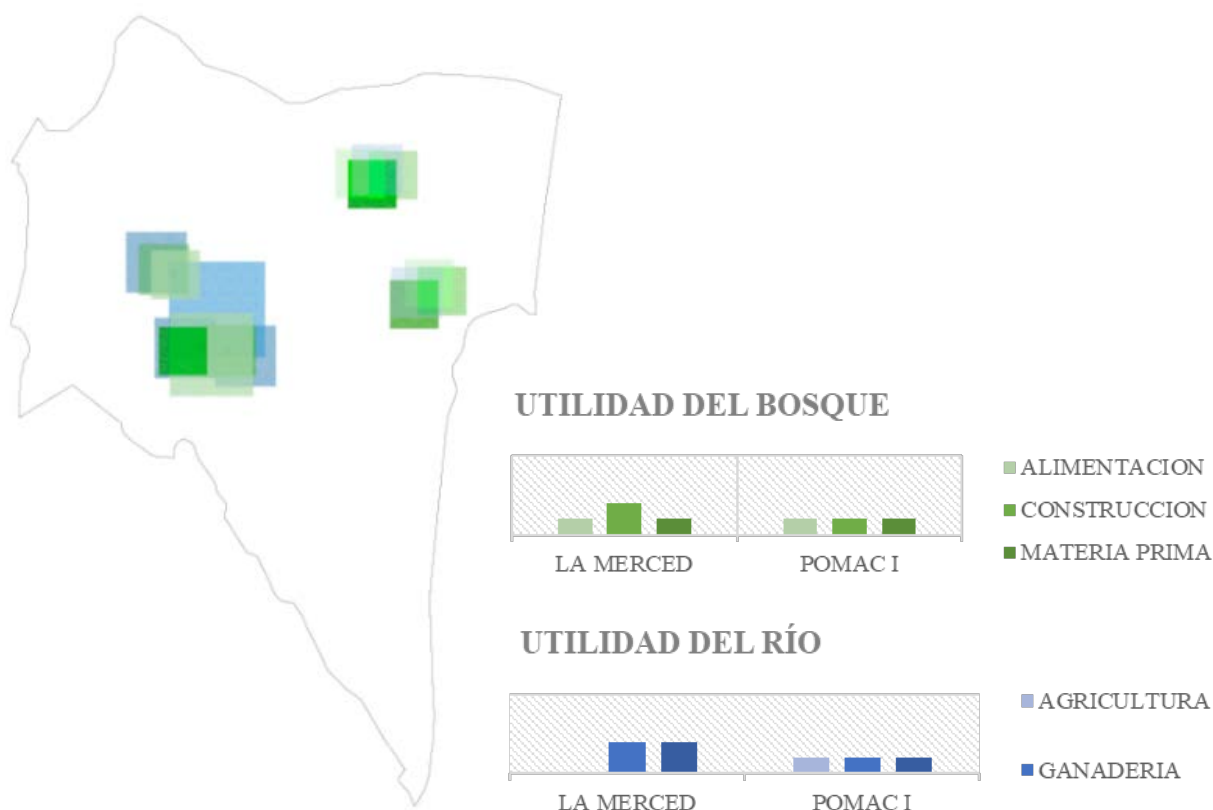 UTILIDAD DEL BOSQUE
ALIMENTACION
CONSTRUCCION
MATERIA PRIMA
LA MERCED
POMAC I
UTILIDAD DEL RÍO
AGRICULTURA
GANADERIA
LA MERCED
POMAC I